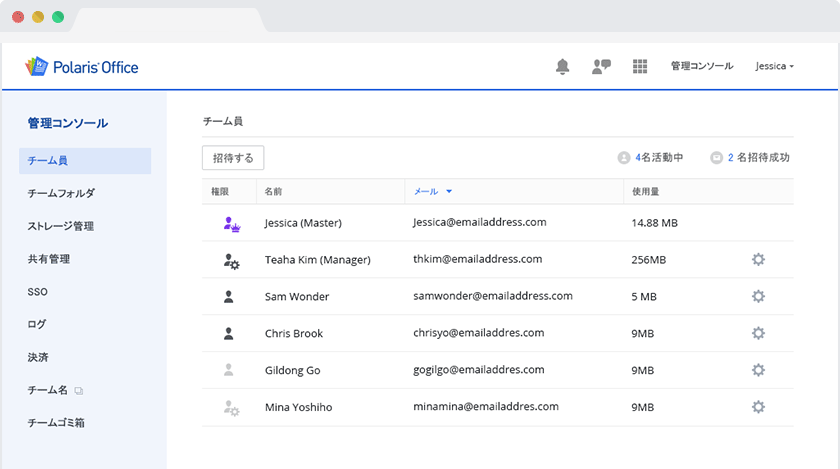 Polaris Office
管理コンソール
Jessica
管理コンソール
チーム員
チームフォルダ
ストレージ管理
共有管理
SSO
ログ
決済
チーム名
チームゴミ箱
チーム員
招待する
4名活動中
2 名招待成功
権限 名前 メール 使用量
Jessica (Master) Jessica@emailaddress.com 14.88 MB
Teaha Kim (Manager) thkim@emailaddress.com 256MB
Sam Wonder samwonder@emailaddress.com 5 MB
Chris Brook chrisyo@emailaddres.com 9MB
Gildong Go gogilgo@emailaddress.com 9MB
Mina Yoshiho minamina@emailaddres.com 9MB